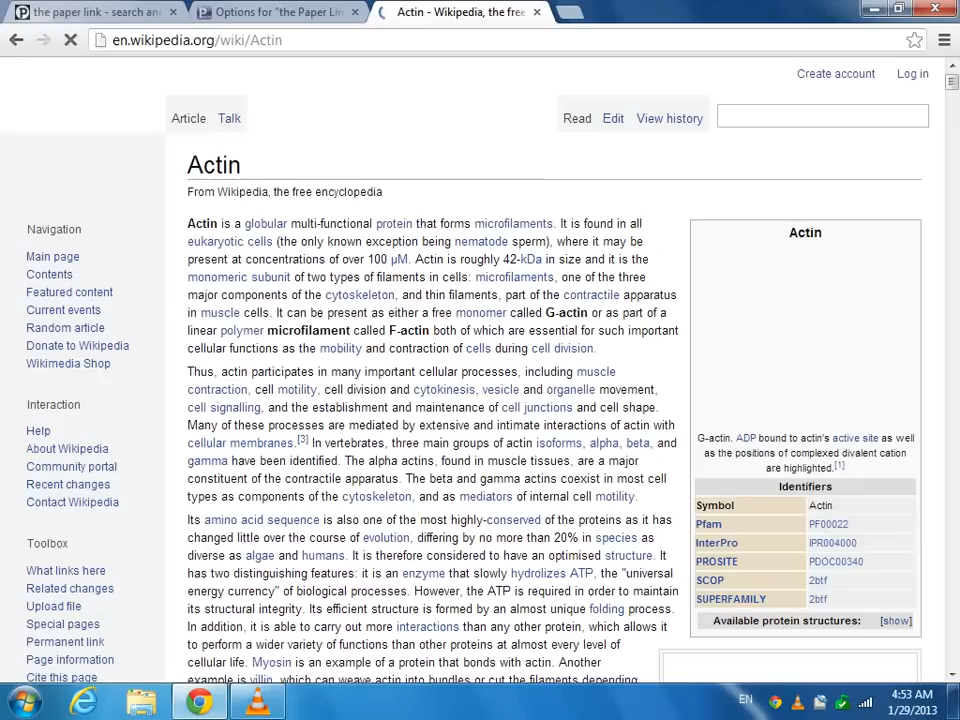 the paper link - search an
Options for "the Paper Lin
Actin - Wikipedia, the free
en.wikipedia.org/wiki/Actin
Create account Log in
Article Talk Read Edit View history
Actin
From Wikipedia, the free encyclopedia
Navigation
Main page
Contents
Featured content
Current events
Random article
Donate to Wikipedia
Wikimedia Shop
Interaction
Help
About Wikipedia
Community portal
Recent changes
Contact Wikipedia
Toolbox
What links here
Related changes
Upload file
Special pages
Permanent link
Page information
Cite this page
Actin is a globular multi-functional protein that forms microfilaments. It is found in all
eukaryotic cells (the only known exception being nematode sperm), where it may be
present at concentrations of over 100 μM. Actin is roughly 42-kDa in size and it is the
monomeric subunit of two types of filaments in cells: microfilaments, one of the three
major components of the cytoskeleton, and thin filaments, part of the contractile apparatus
in muscle cells. It can be present as either a free monomer called G-actin or as part of a
linear polymer microfilament called F-actin both of which are essential for such important
cellular functions as the mobility and contraction of cells during cell division.
Thus, actin participates in many important cellular processes, including muscle
contraction, cell motility, cell division and cytokinesis, vesicle and organelle movement,
cell signalling, and the establishment and maintenance of cell junctions and cell shape.
Many of these processes are mediated by extensive and intimate interactions of actin with
cellular membranes.[3] In vertebrates, three main groups of actin isoforms, alpha, beta, and
gamma have been identified. The alpha actins, found in muscle tissues, are a major
constituent of the contractile apparatus. The beta and gamma actins coexist in most cell
types as components of the cytoskeleton, and as mediators of internal cell motility.
Its amino acid sequence is also one of the most highly-conserved of the proteins as it has
changed little over the course of evolution, differing by no more than 20% in species as
diverse as algae and humans. It is therefore considered to have an optimised structure. It
has two distinguishing features: it is an enzyme that slowly hydrolizes ATP, the "universal
energy currency" of biological processes. However, the ATP is required in order to maintain
its structural integrity. Its efficient structure is formed by an almost unique folding process.
In addition, it is able to carry out more interactions than any other protein, which allows it
to perform a wider variety of functions than other proteins at almost every level of
cellular life. Myosin is an example of a protein that bonds with actin. Another
example is villin, which can weave actin into bundles or cut the filaments depending
Actin
G-actin. ADP bound to actin's active site as well
as the positions of complexed divalent cation
are highlighted.[1]
Identifiers
Symbol Actin
Pfam PF00022
InterPro IPR004000
PROSITE PDOC00340
SCOP 2btf
SUPERFAMILY 2btf
Available protein structures: [show]
EN
4:53 AM
1/29/2013